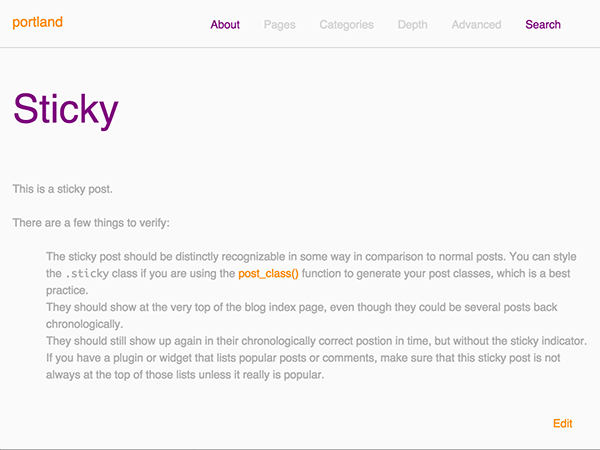 portland About Pages Categories Depth Advanced Search
Sticky
This is a sticky post.
There are a few things to verify:
The sticky post should be distinctly recognizable in some way in comparison to normal posts. You can style
the .sticky class if you are using the post_class() function to generate your post classes, which is a best
practice.
They should show at the very top of the blog index page, even though they could be several posts back
chronologically.
They should still show up again in their chronologically correct postion in time, but without the sticky indicator.
If you have a plugin or widget that lists popular posts or comments, make sure that this sticky post is not
always at the top of those lists unless it really is popular.
Edit